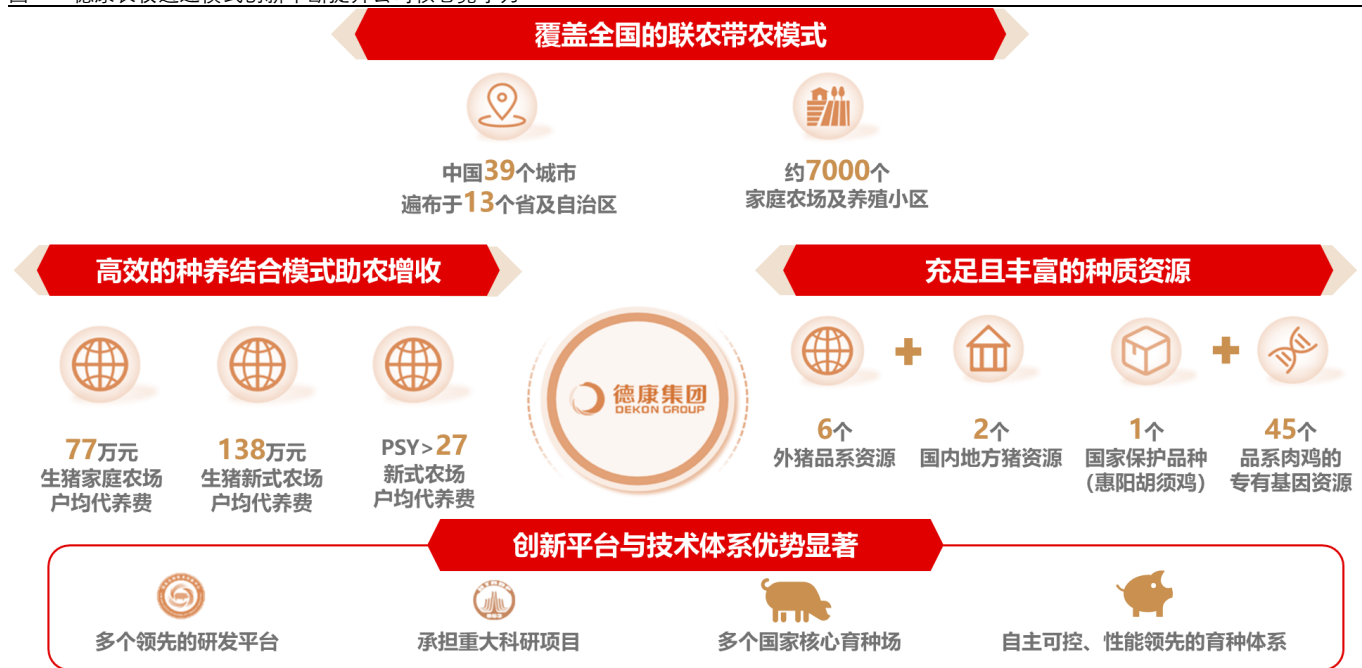 覆盖全国的联农带农模式
中国39个城市
遍布于13个省及自治区
约7000个
家庭农场及养殖小区
高效的种养结合模式助农增收
77万元
生猪家庭农场
户均代养费
138万元
生猪新式农场
户均代养费
PSY>27
新式农场
户均代养费
德康集团
DEKON GROUP
充足且丰富的种质资源
6个
外猪品系资源
2个
国内地方猪资源
1个
国家保护品种
(惠阳胡须鸡)
45个
品系肉鸡的
专有基因资源
创新平台与技术体系优势显著
多个领先的研发平台
承担重大科研项目
多个国家核心育种场
自主可控、性能领先的育种体系